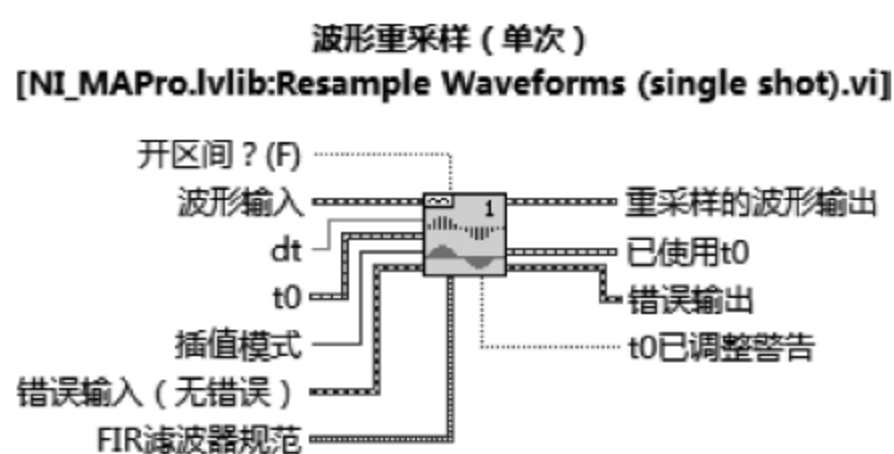 波形重采样（单次）
[NI_MAPro.lvlib:Resample Waveforms (single shot).vi]
开区间？(F)
波形输入
dt
t0
插值模式
错误输入（无错误）
FIR滤波器规范
1
重采样的波形输出
已使用t0
错误输出
t0已调整警告